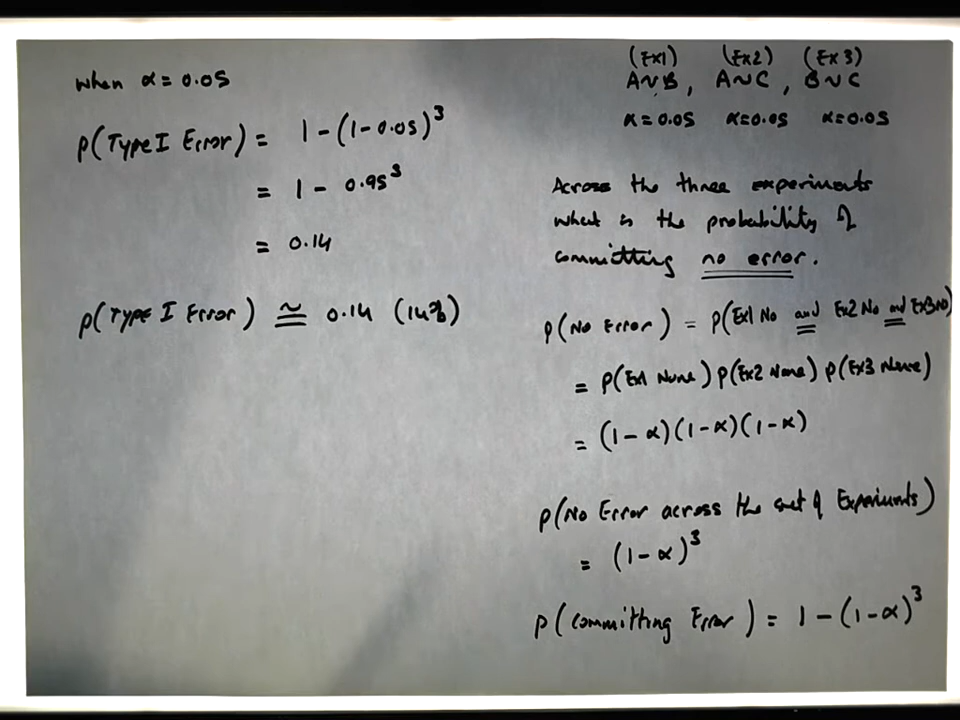 when α = 0.05
P(Type I Error) = 1 - (1 - 0.05)³
= 1 - 0.95³
= 0.14
P(Type I Error) ≅ 0.14 (14%)
(Ex1) (Ex2) (Ex3)
A~B, A~C, B~C
α = 0.05 α = 0.05 α = 0.05
Across the three experiments
what is the probability of
committing no error.
P(No Error) = P(Ex1 No and Ex2 No and Ex3 No)
= P(Ex1 None) P(Ex2 None) P(Ex3 None)
= (1 - α)(1 - α)(1 - α)
P(No Error across the set of Experiments)
= (1 - α)³
P(Committing Error) = 1 - (1 - α)³